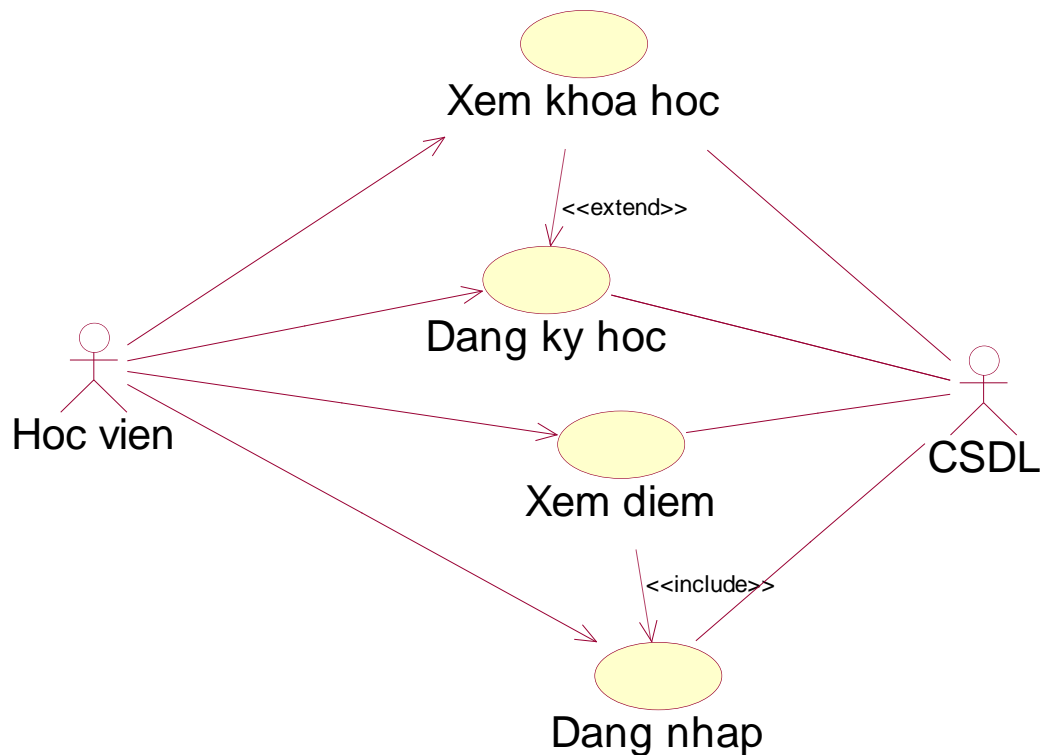 Xem khoa hoc
<<extend>>
Dang ky hoc
Hoc vien
CSDL
Xem diem
<<include>>
Dang nhap